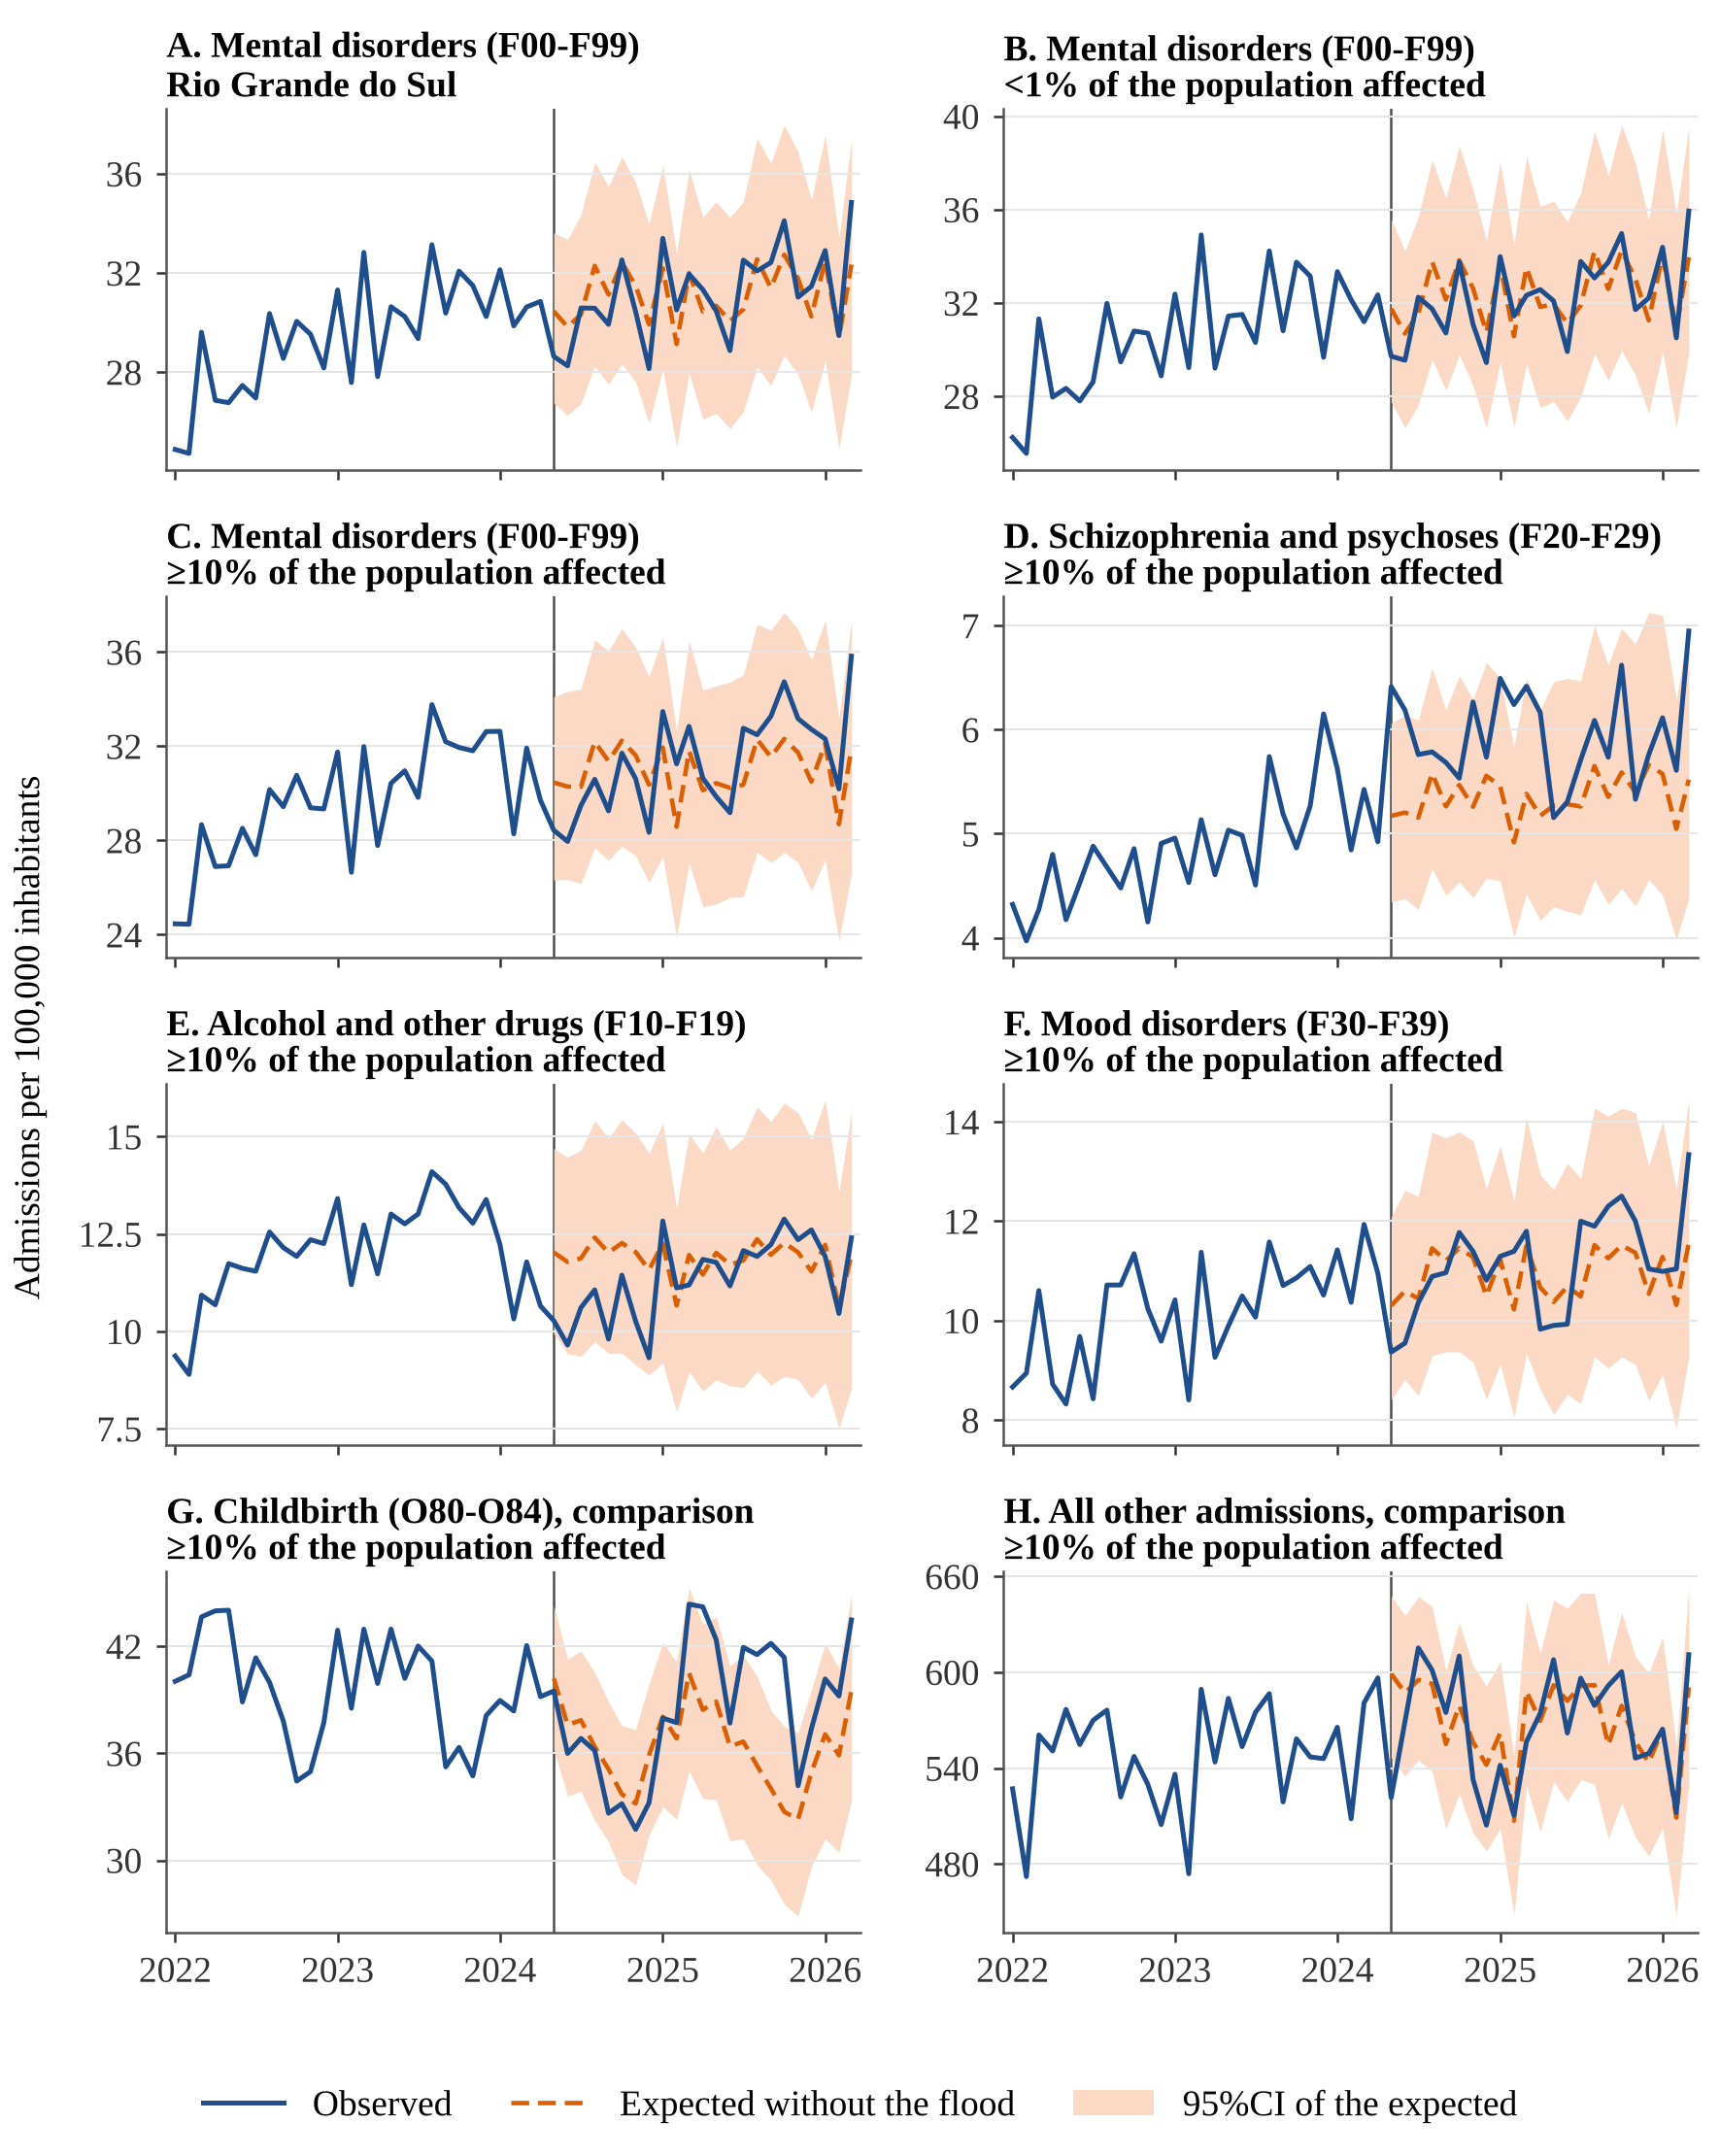 A. Mental disorders (F00-F99)
Rio Grande do Sul
36
32
28
B. Mental disorders (F00-F99)
<1% of the population affected
40
36
32
28
C. Mental disorders (F00-F99)
≥10% of the population affected
36
32
28
24
D. Schizophrenia and psychoses (F20-F29)
≥10% of the population affected
7
6
5
4
Admissions per 100,000 inhabitants
E. Alcohol and other drugs (F10-F19)
≥10% of the population affected
15
12.5
10
7.5
F. Mood disorders (F30-F39)
≥10% of the population affected
14
12
10
8
G. Childbirth (O80-O84), comparison
≥10% of the population affected
42
36
30
2022 2023 2024 2025 2026
H. All other admissions, comparison
≥10% of the population affected
660
600
540
480
2022 2023 2024 2025 2026
Observed Expected without the flood 95%CI of the expected